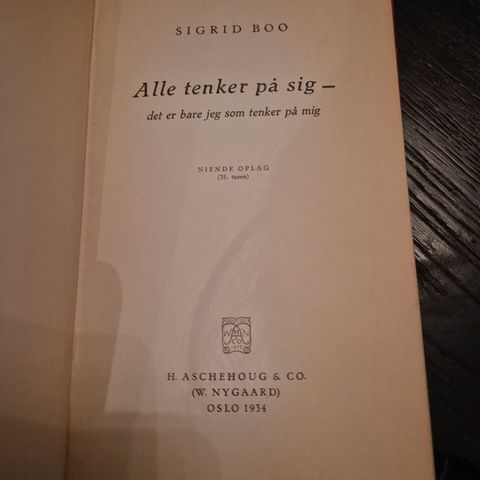 SIGRID BOO
Alle tenker på sig —
det er bare jeg som tenker på mig
NIENDE OPLAG
(35. tusen)
H. ASCHEHOUG & CO.
(W. NYGAARD)
OSLO 1934